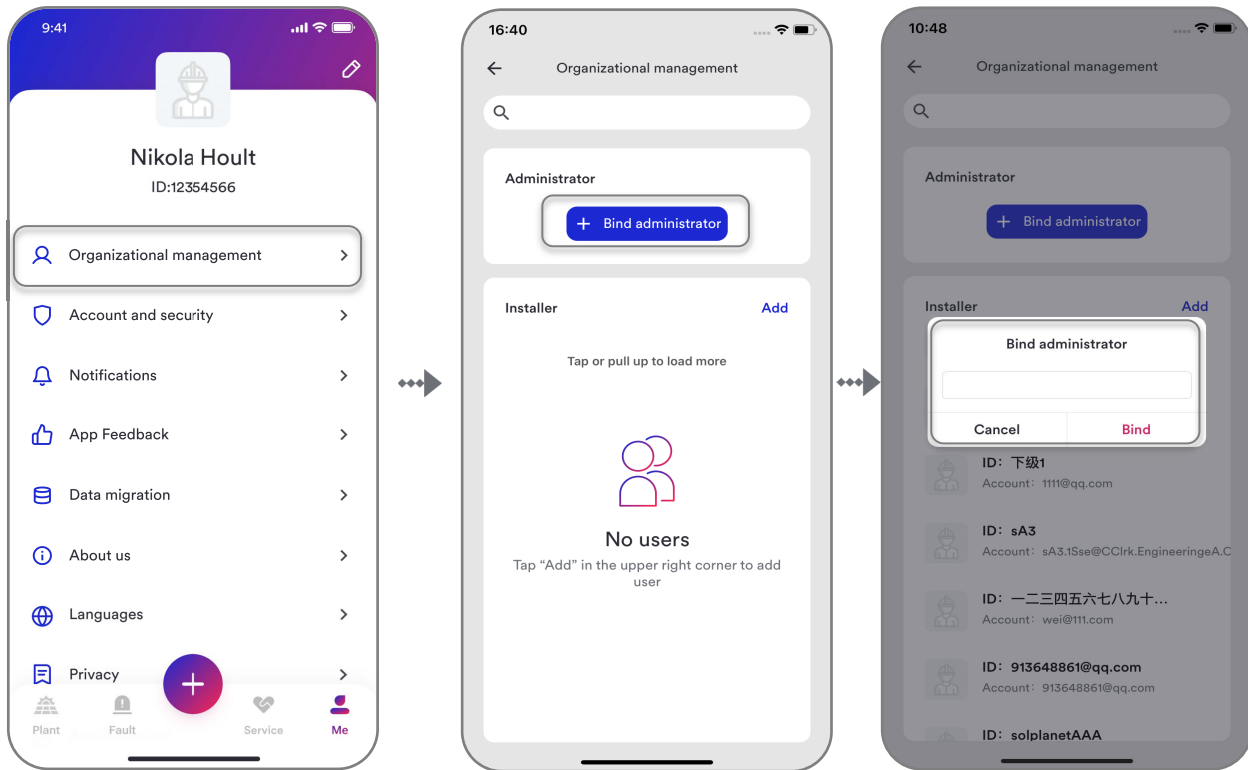 9:41
Nikola Hoult
ID:12354566
Organizational management
Account and security
Notifications
App Feedback
Data migration
About us
Languages
Privacy
Plant
Fault
Service
Me
16:40
Organizational management
Administrator
Bind administrator
Installer
Add
Tap or pull up to load more
No users
Tap “Add” in the upper right corner to add
user
10:48
Organizational management
Administrator
Bind administrator
Installer
Add
Bind administrator
Cancel
Bind
ID：下级1
Account：1111@qq.com
ID：sA3
Account：sA3.1Sse@CClrk.EngineeringeA.C
ID：一二三四五六七八九十...
Account：wei@111.com
ID：913648861@qq.com
Account：913648861@qq.com
ID：solplanetAAA